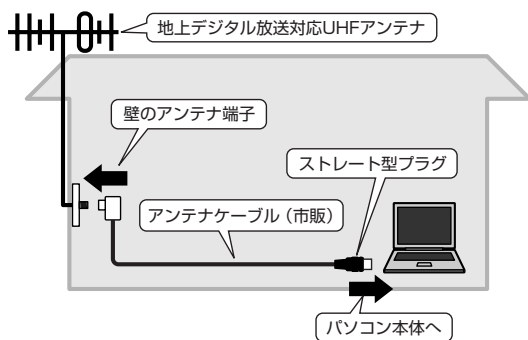 地上デジタル放送対応UHFアンテナ
壁のアンテナ端子
ストレート型プラグ
アンテナケーブル（市販）
パソコン本体へ